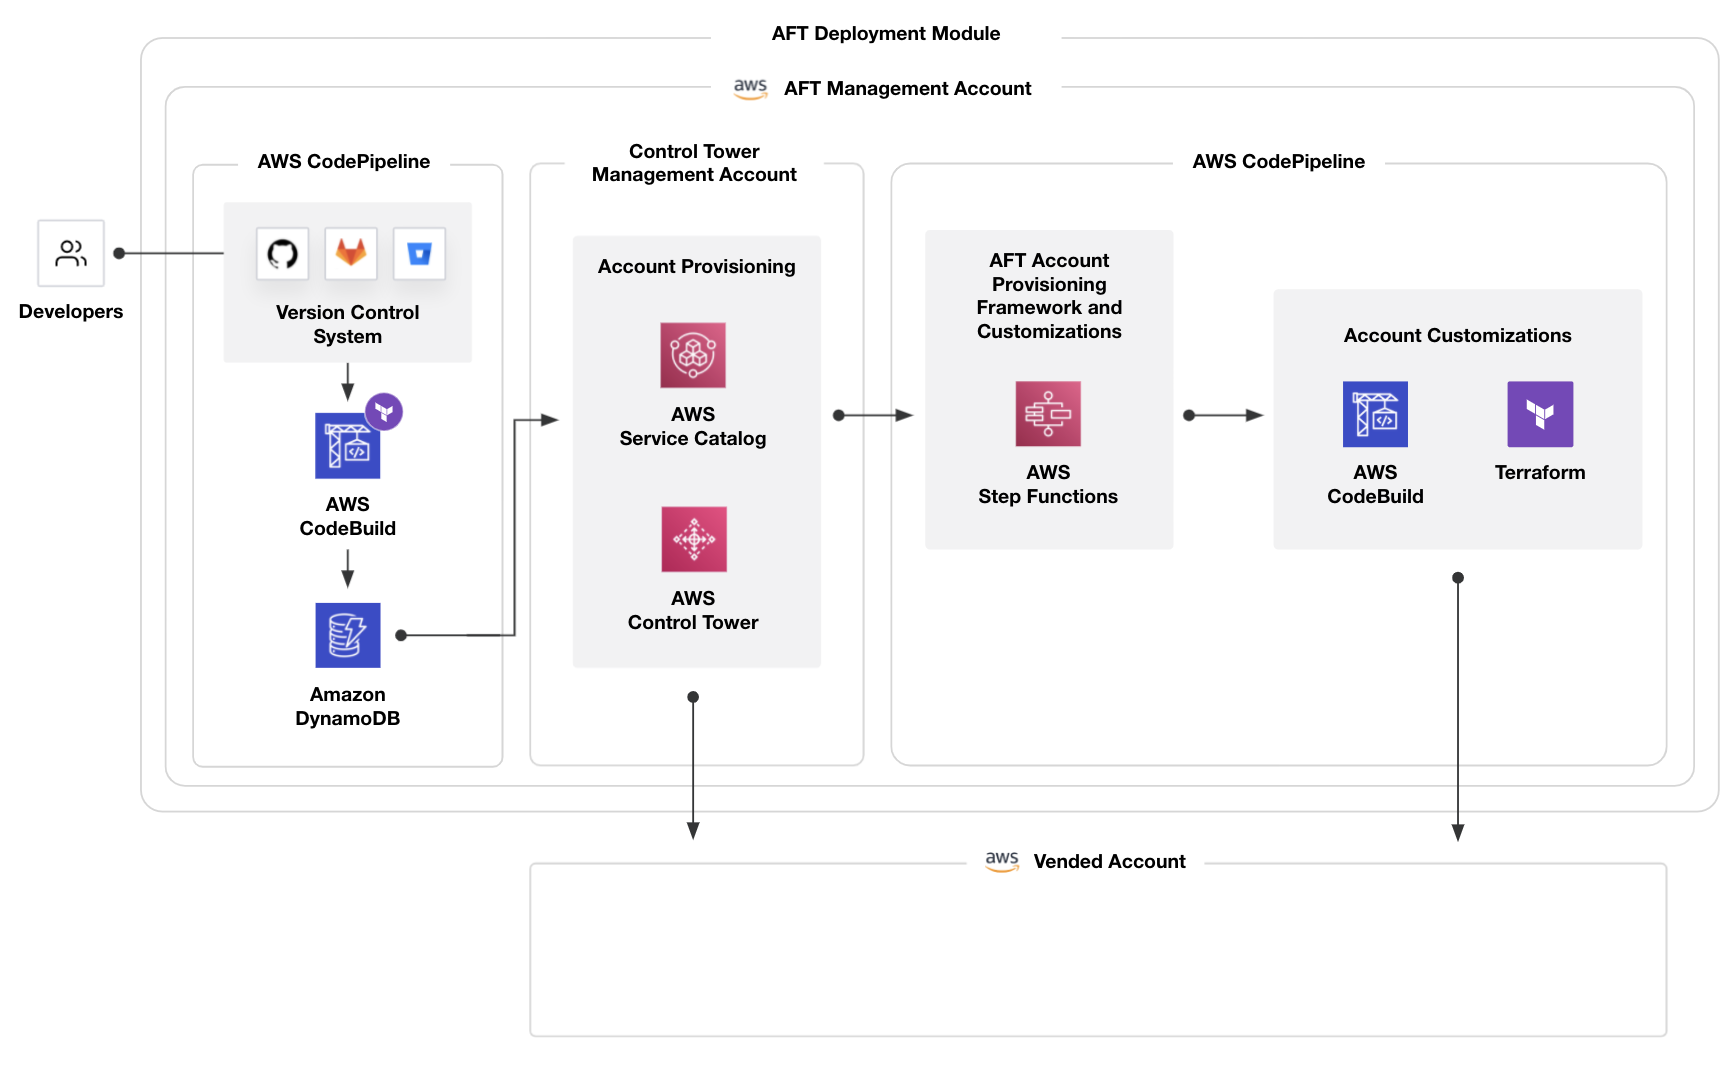 AFT Deployment Module
aws
AFT Management Account
AWS CodePipeline
Control Tower
Management Account
AWS CodePipeline
Developers
Version Control
System
AWS
CodeBuild
Amazon
DynamoDB
Account Provisioning
AWS
Service Catalog
AWS
Control Tower
AFT Account
Provisioning
Framework and
Customizations
AWS
Step Functions
Account Customizations
AWS
CodeBuild
Terraform
aws
Vended Account